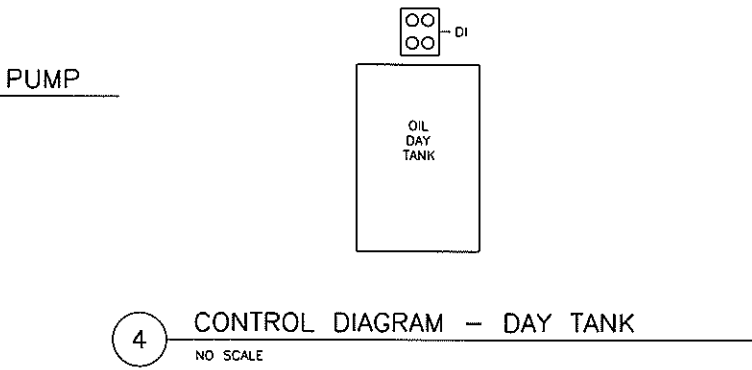 DI
PUMP
OIL
DAY
TANK
4
CONTROL DIAGRAM - DAY TANK
NO SCALE